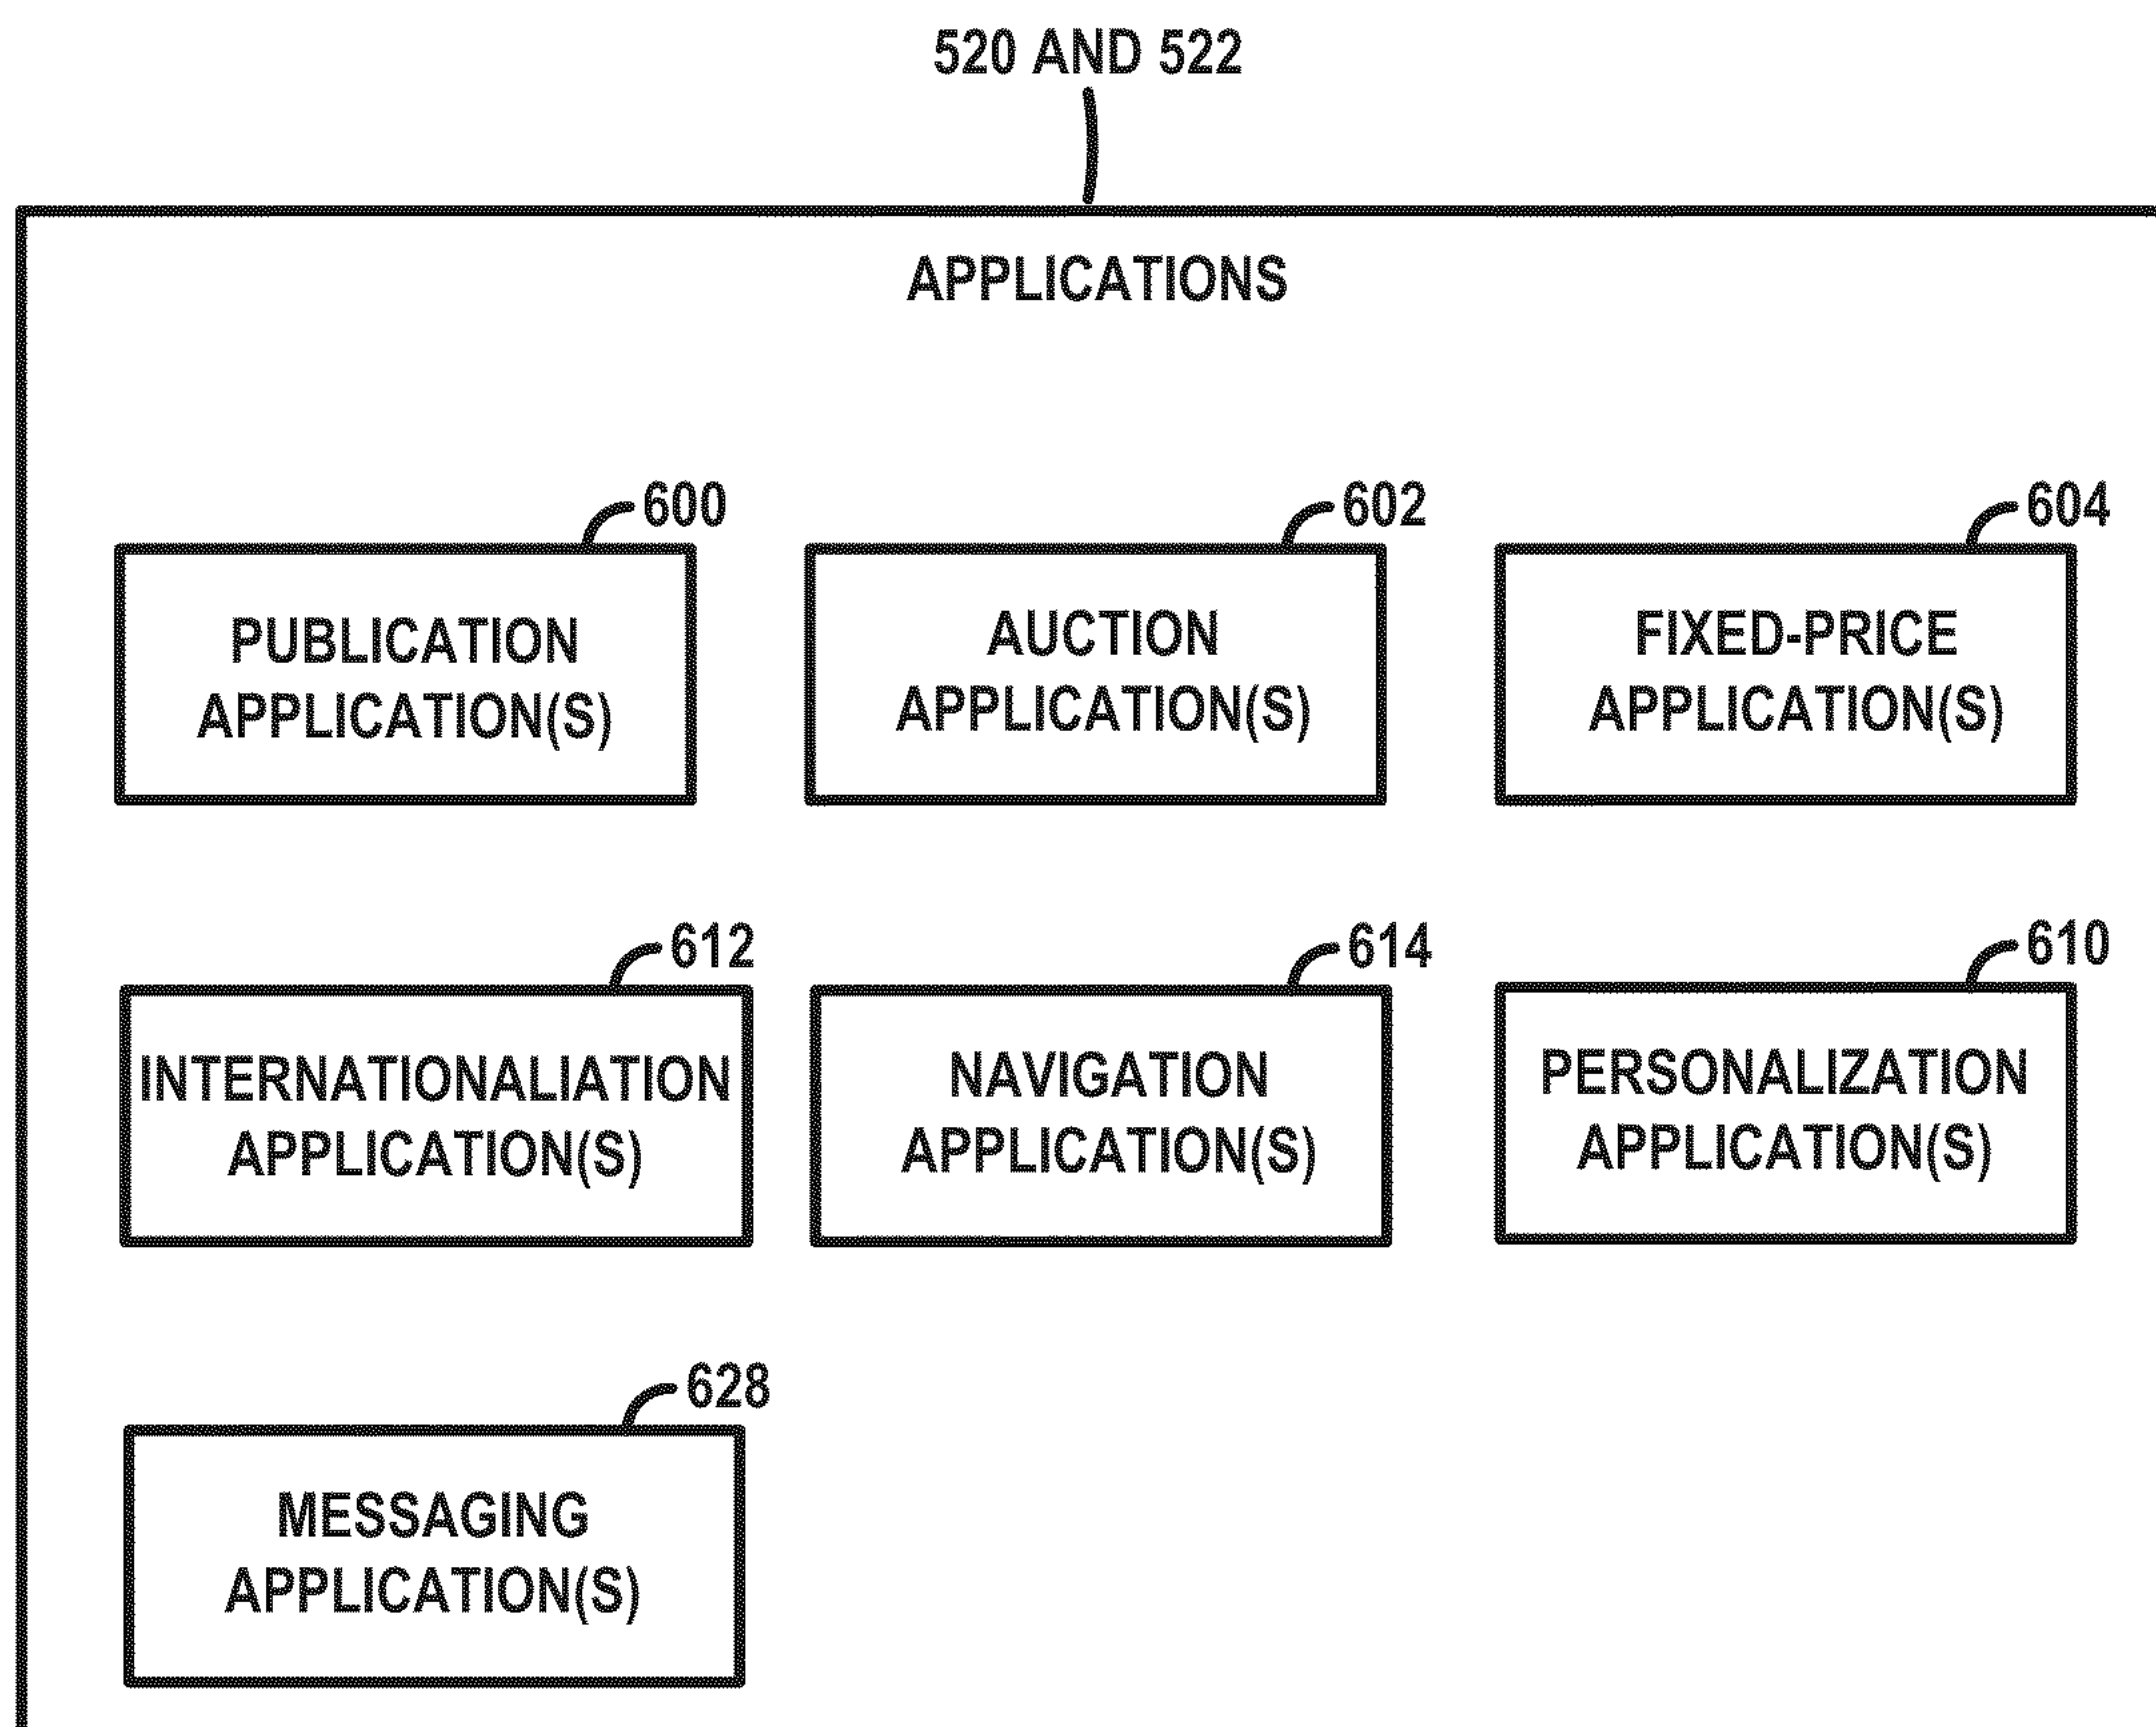 520 AND 522
APPLICATIONS
600
PUBLICATION
APPLICATION(S)
602
AUCTION
APPLICATION(S)
604
FIXED-PRICE
APPLICATION(S)
612
INTERNATIONALIATION
APPLICATION(S)
614
NAVIGATION
APPLICATION(S)
610
PERSONALIZATION
APPLICATION(S)
628
MESSAGING
APPLICATION(S)